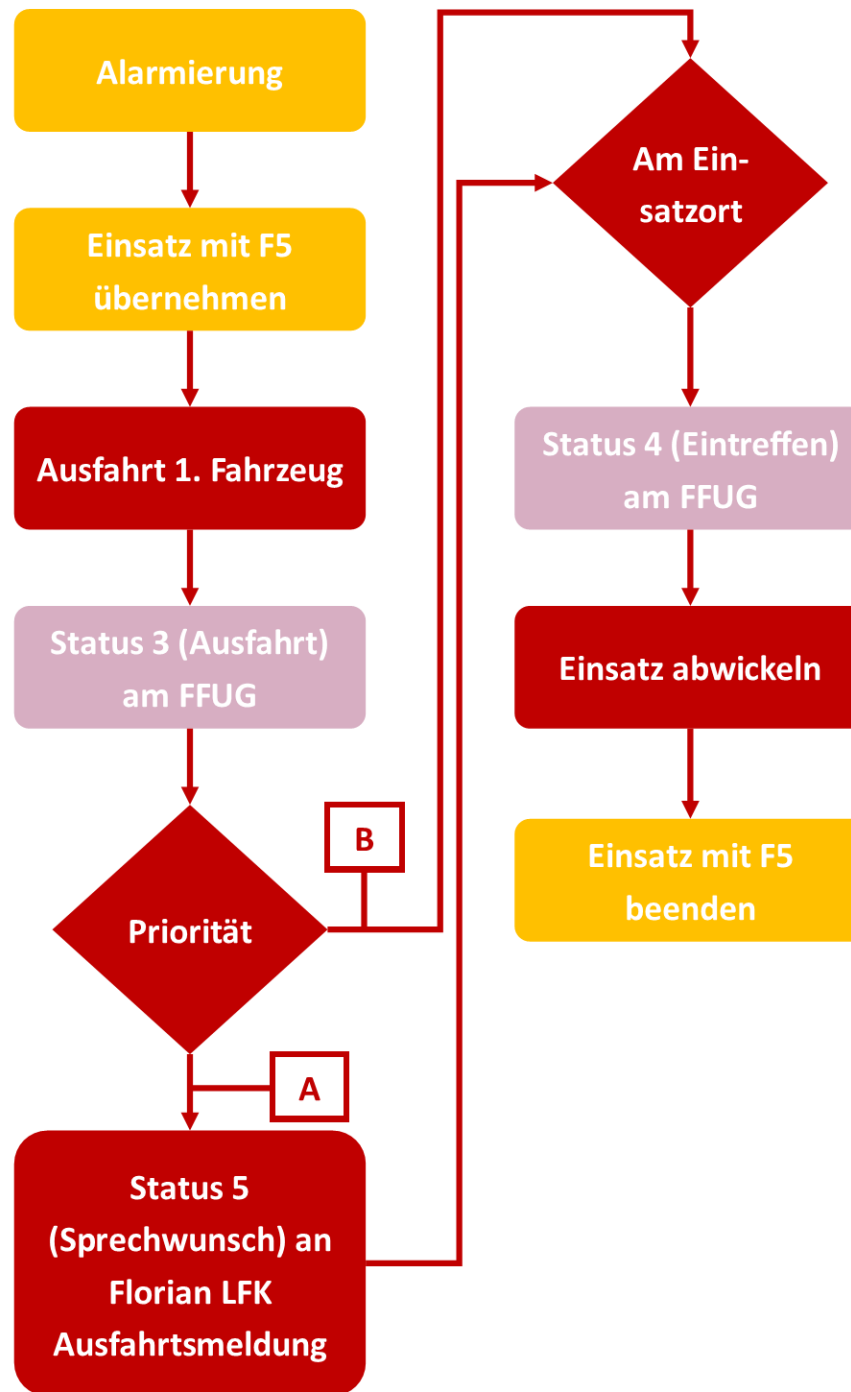 Alarmierung
Einsatz mit F5
übernehmen
Ausfahrt 1. Fahrzeug
Status 3 (Ausfahrt)
am FFUG
Priorität
B
A
Status 5
(Sprechwunsch) an
Florian LFK
Ausfahrtsmeldung
Am Ein-
satzort
Status 4 (Eintreffen)
am FFUG
Einsatz abwickeln
Einsatz mit F5
beenden